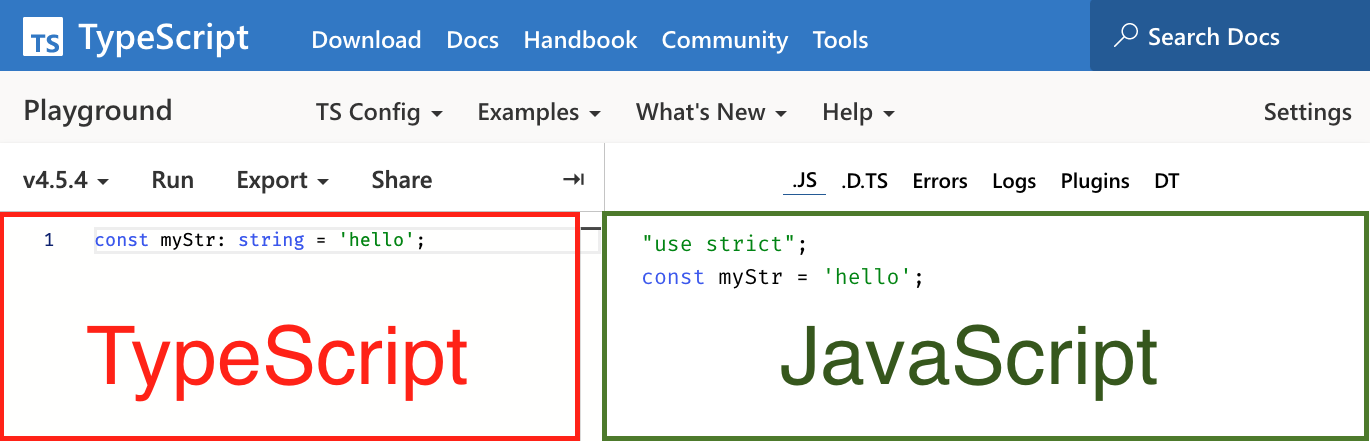 TS TypeScript Download Docs Handbook Community Tools Search Docs
Playground TS Config Examples What's New Help Settings
v4.5.4 Run Export Share .JS .D.TS Errors Logs Plugins DT
1 const myStr: string = 'hello';
"use strict";
const myStr = 'hello';
TypeScript
JavaScript